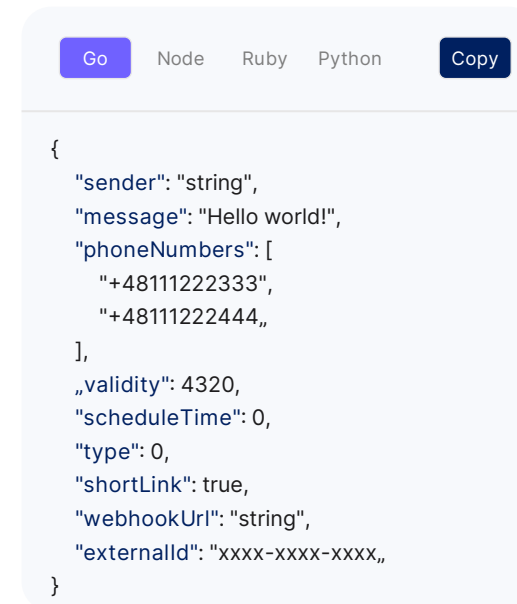 Go Node Ruby Python Copy
{
"sender": "string",
"message": "Hello world!",
"phoneNumbers": [
"+48111222333",
"+48111222444„
],
„validity": 4320,
"scheduleTime": 0,
"type": 0,
"shortLink": true,
"webhookUrl": "string",
"externalId": "xxxx-xxxx-xxxx„
}